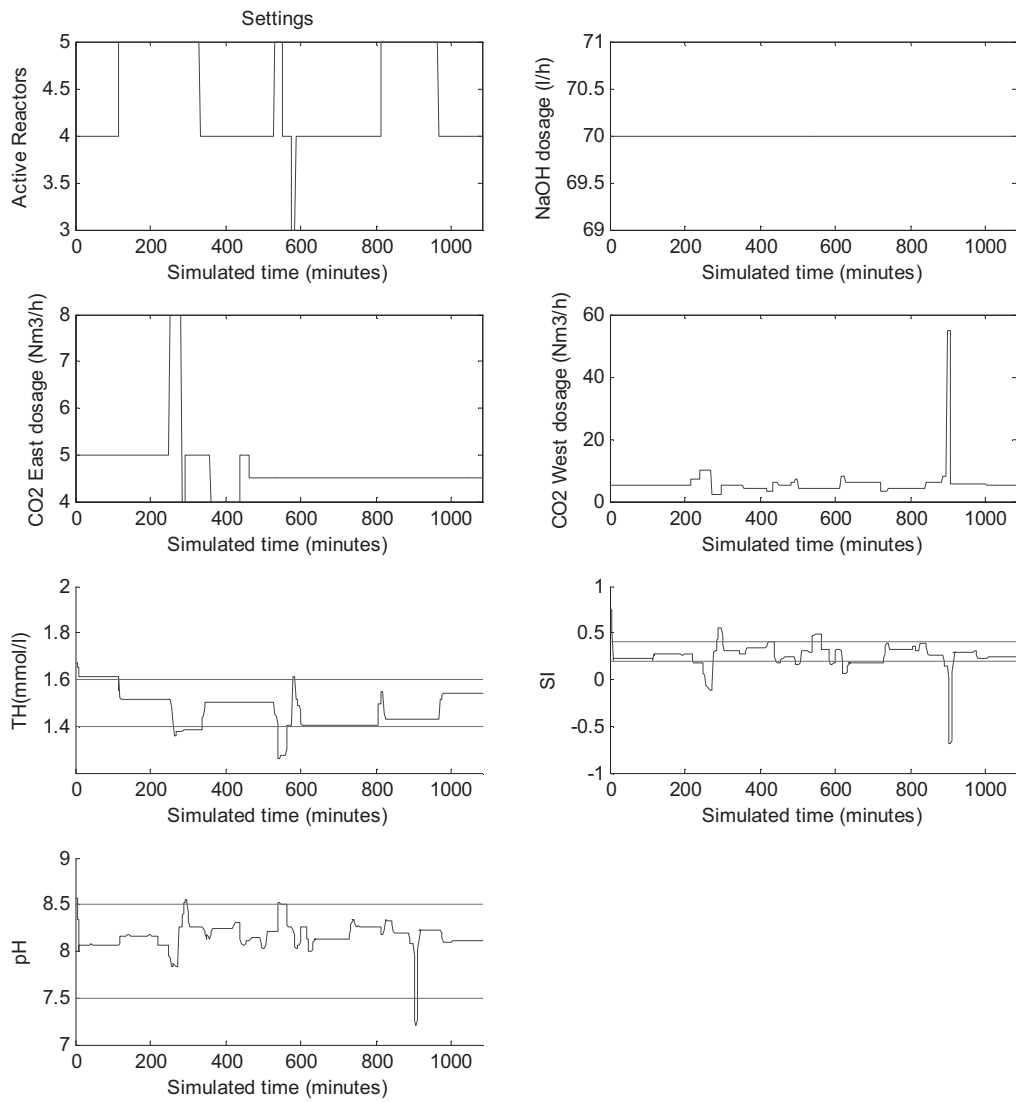 Settings
Active Reactors
5
4.5
4
3.5
3
0 200 400 600 800 1000
Simulated time (minutes)
NaOH dosage (l/h)
71
70.5
70
69.5
69
0 200 400 600 800 1000
Simulated time (minutes)
CO2 East dosage (Nm3/h)
8
7
6
5
4
0 200 400 600 800 1000
Simulated time (minutes)
CO2 West dosage (Nm3/h)
60
40
20
0
0 200 400 600 800 1000
Simulated time (minutes)
TH(mmol/l)
2
1.8
1.6
1.4
0 200 400 600 800 1000
Simulated time (minutes)
SI
1
0.5
0
-0.5
-1
0 200 400 600 800 1000
Simulated time (minutes)
pH
9
8.5
8
7.5
7
0 200 400 600 800 1000
Simulated time (minutes)